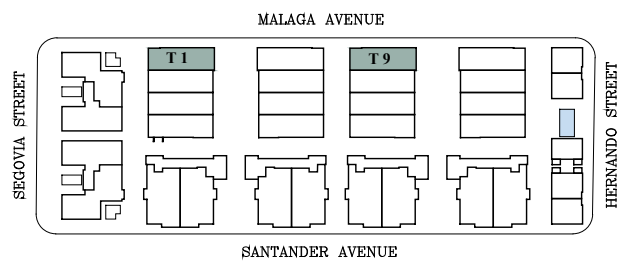 MALAGA AVENUE
T 1
T 9
SEGOVIA STREET
HERNANDO STREET
SANTANDER AVENUE